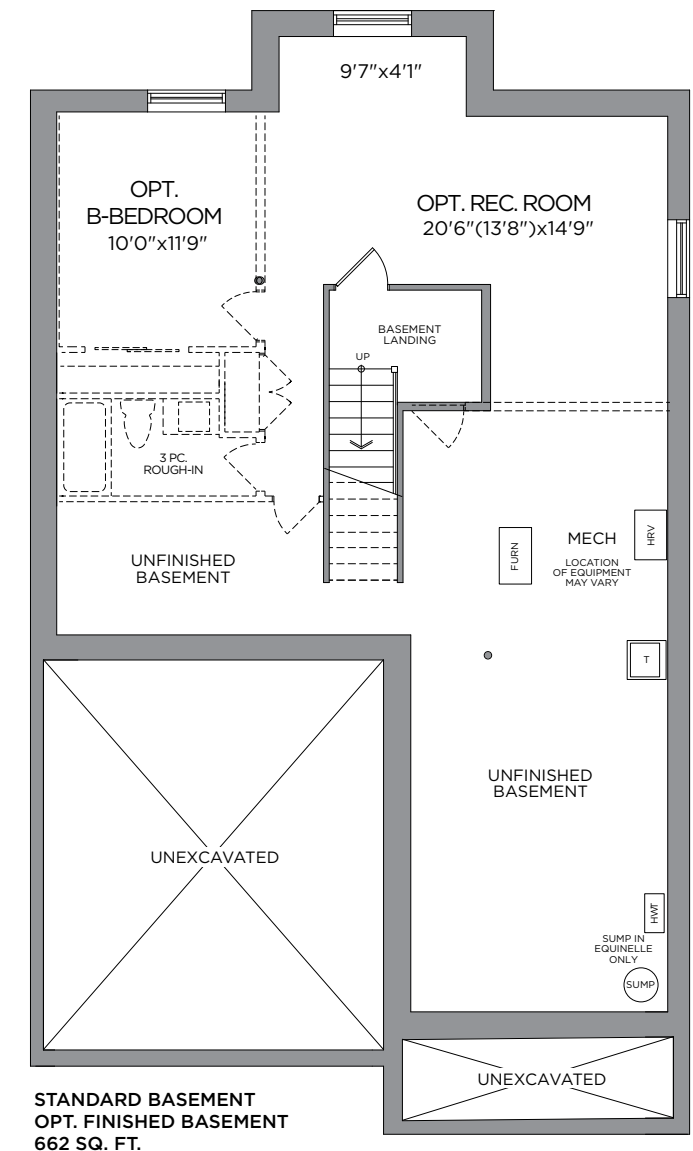 9'7"x4'1"
OPT.
B-BEDROOM
10'0"x11'9"
OPT. REC. ROOM
20'6"(13'8")x14'9"
BASEMENT
LANDING
UP
3 PC.
ROUGH-IN
UNFINISHED
BASEMENT
FURN
MECH
LOCATION
OF EQUIPMENT
MAY VARY
HRV
T
UNFINISHED
BASEMENT
UNEXCAVATED
HWT
SUMP IN
EQUINELLE
ONLY
SUMP
UNEXCAVATED
STANDARD BASEMENT
OPT. FINISHED BASEMENT
662 SQ. FT.